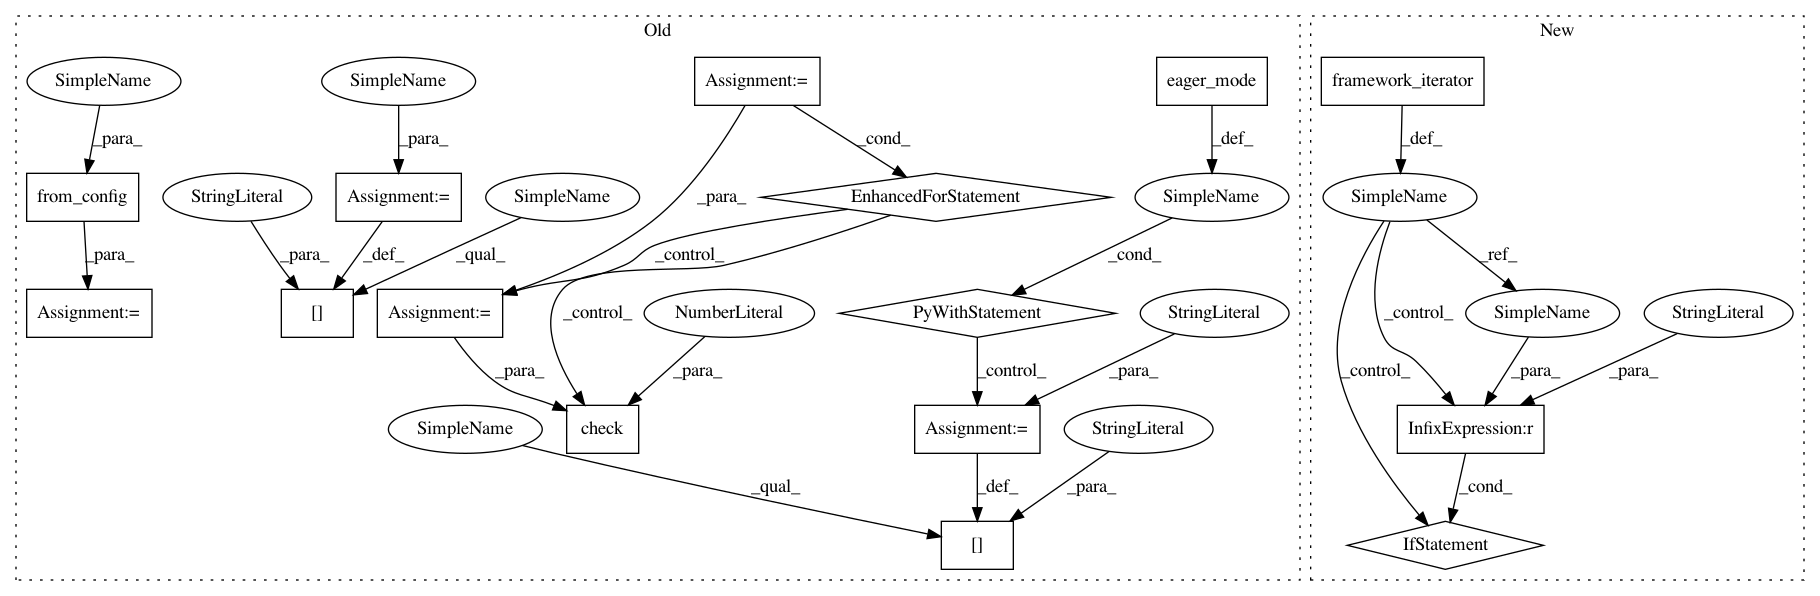 Old
New
SimpleName
SimpleName
Assignment:=
eager_mode
framework_iterator
_para_
_para_
_cond_
_def_
_def_
from_config
StringLiteral
Assignment:=
SimpleName
_para_
EnhancedForStatement
SimpleName
SimpleName
_para_
_para_
_def_
_qual_
_control_
_cond_
_ref_
Assignment:=
[]
Assignment:=
_control_
NumberLiteral
PyWithStatement
StringLiteral
_control_
SimpleName
StringLiteral
_para_
_para_
_control_
_para_
_control_
_para_
_para_
SimpleName
check
Assignment:=
StringLiteral
InfixExpression:r
_qual_
_def_
_para_
_cond_
[]
IfStatement